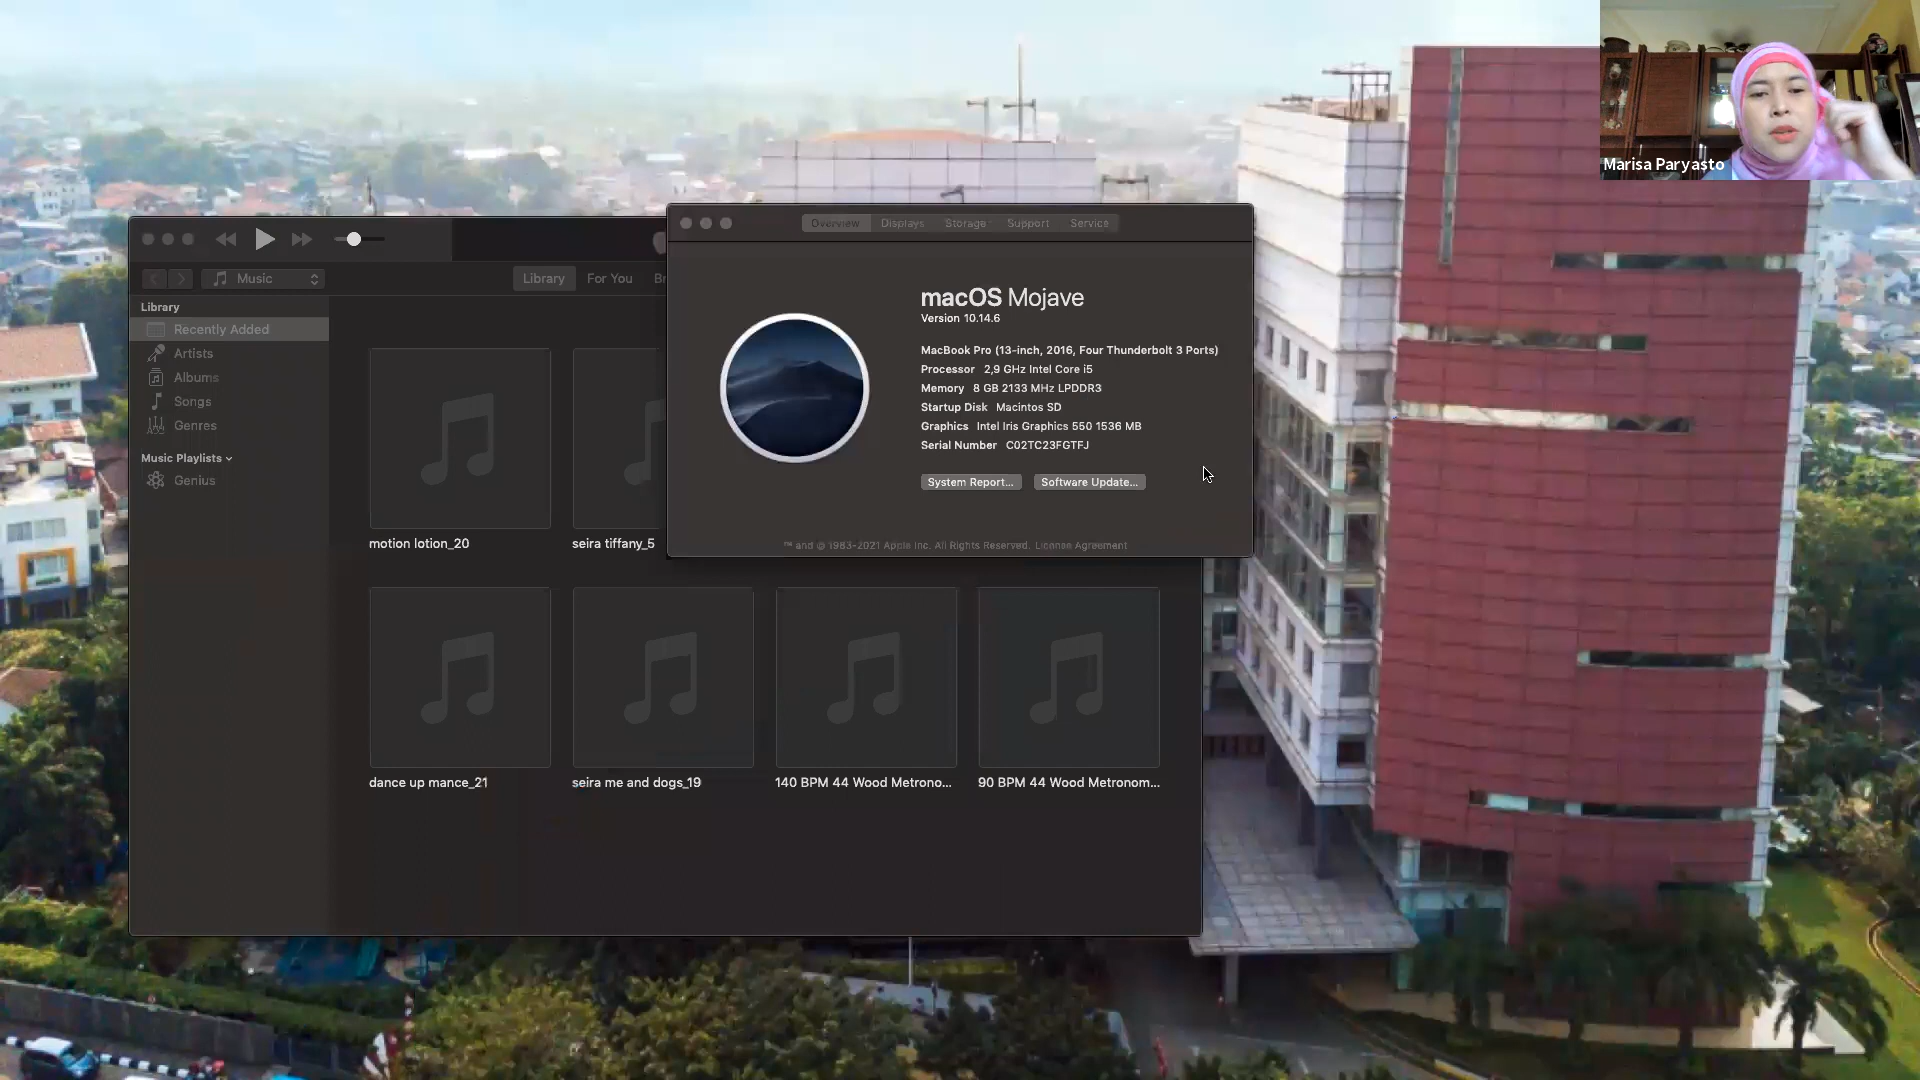 Marisa Paryasto
Overview Displays Storage Support Service
Music
Library For You Br
Library
Recently Added
Artists
Albums
Songs
Genres
Music Playlists
Genius
macOS Mojave
Version 10.14.6
MacBook Pro (13-inch, 2016, Four Thunderbolt 3 Ports)
Processor 2,9 GHz Intel Core i5
Memory 8 GB 2133 MHz LPDDR3
Startup Disk Macintos SD
Graphics Intel Iris Graphics 550 1536 MB
Serial Number C02TC23FGTFJ
System Report... Software Update...
™ and © 1983-2021 Apple Inc. All Rights Reserved. License Agreement
motion lotion_20
seira tiffany_5
dance up mance_21
seira me and dogs_19
140 BPM 44 Wood Metrono...
90 BPM 44 Wood Metronom...